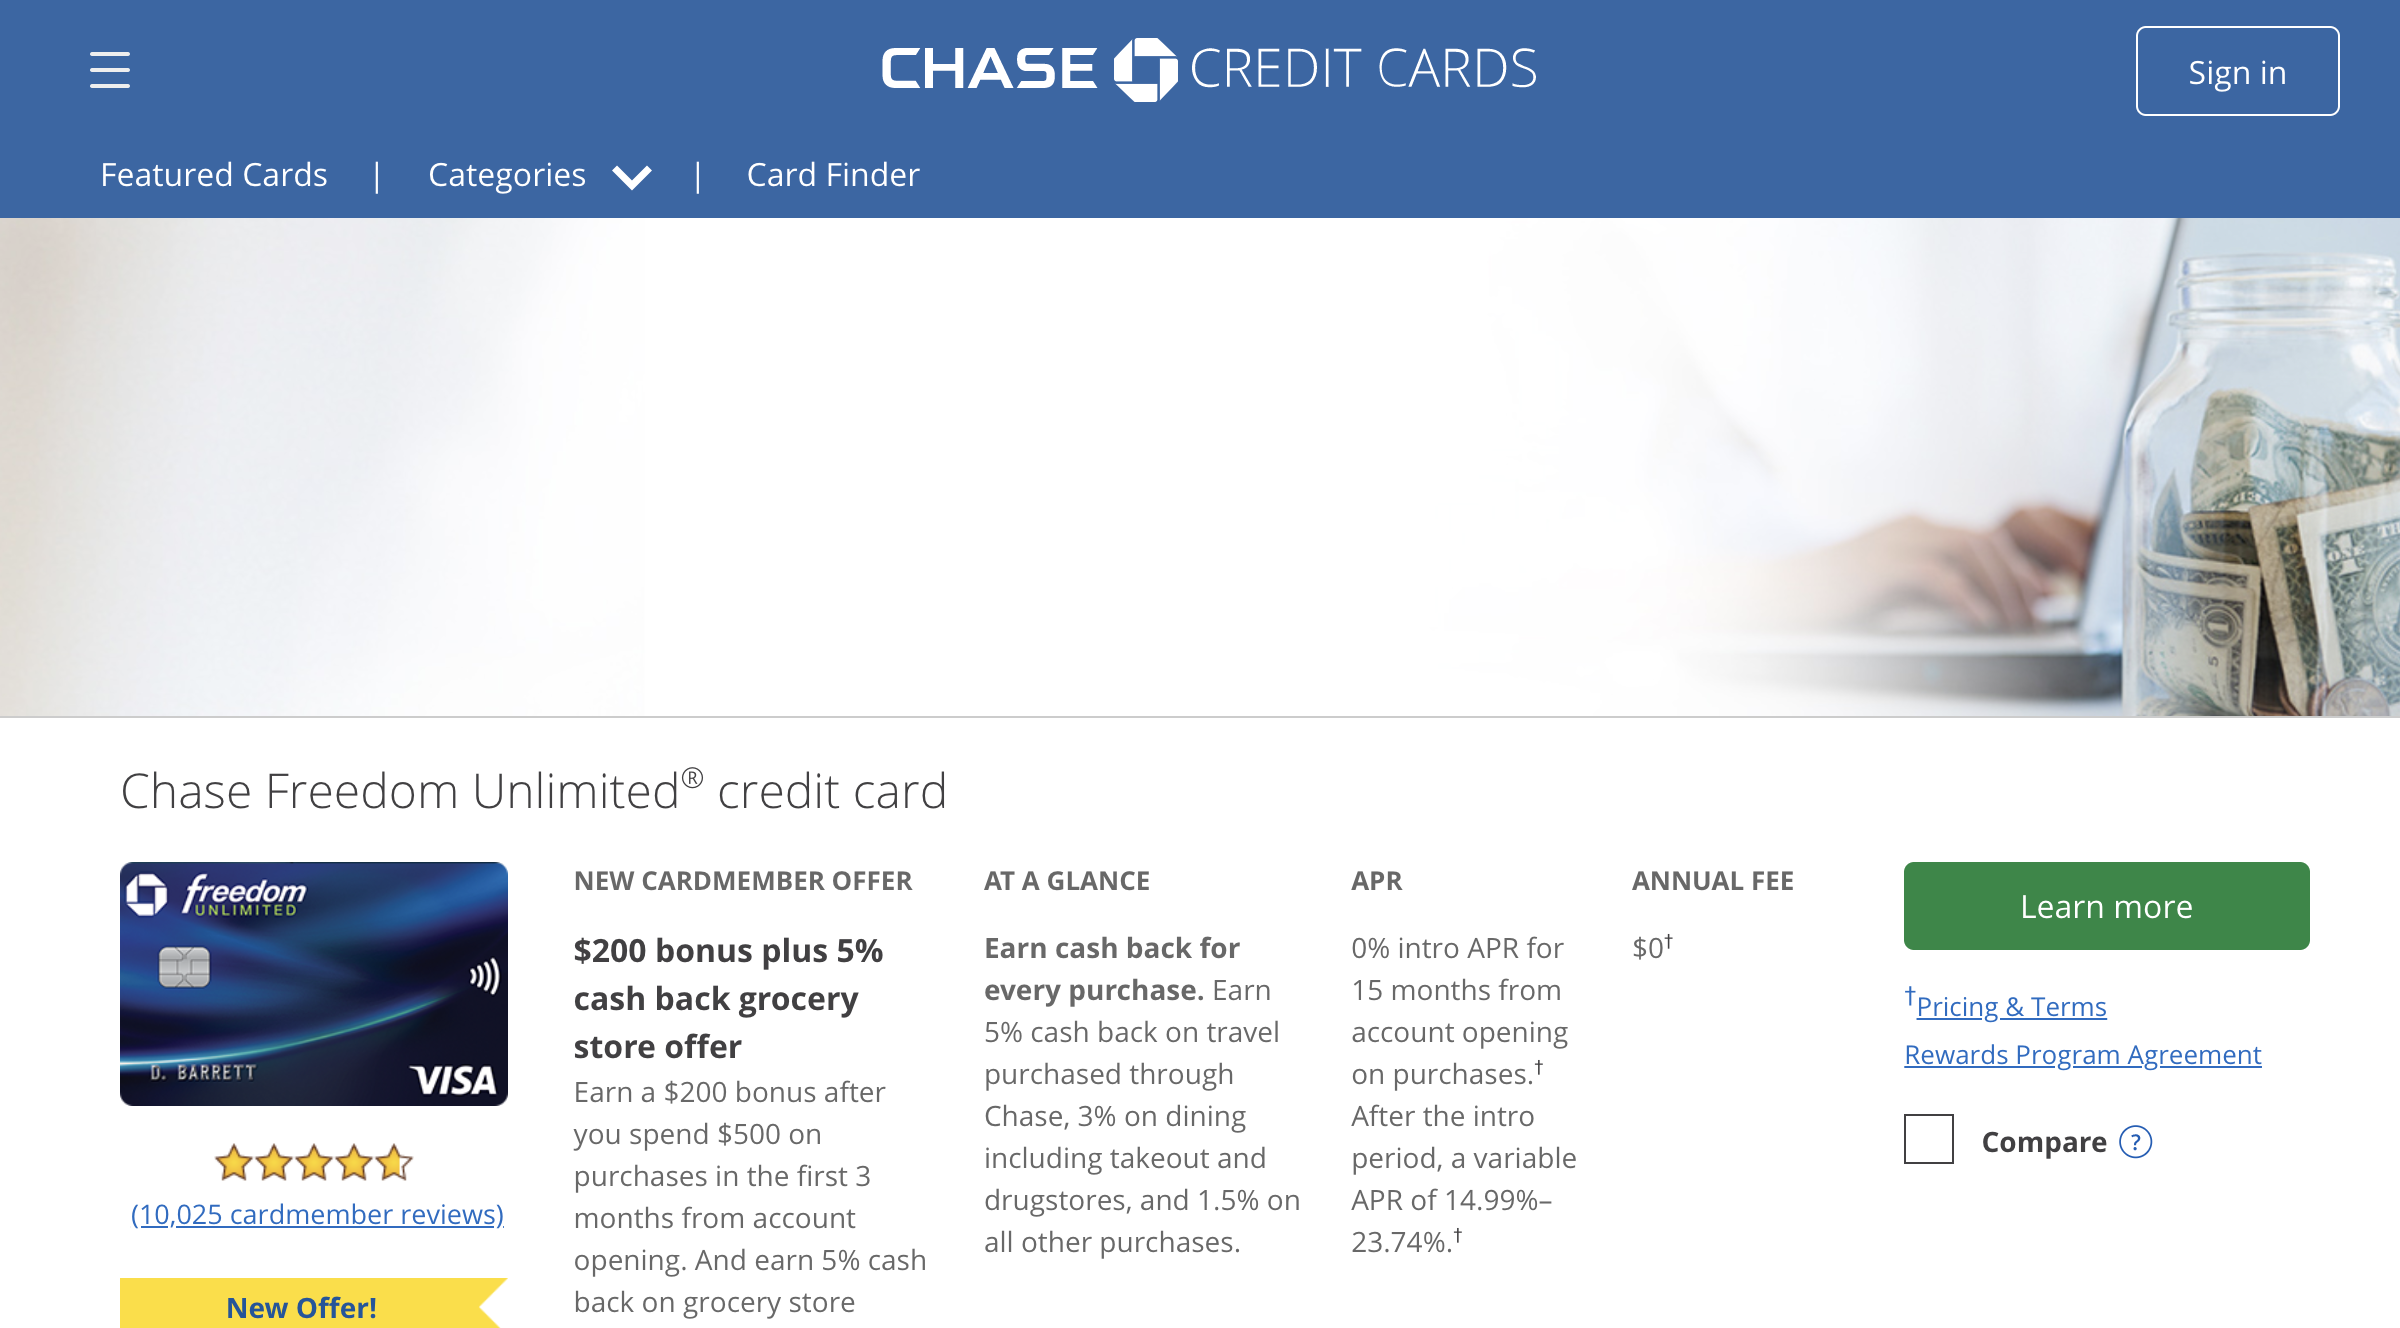 CHASE CREDIT CARDS
Sign in
Featured Cards | Categories | Card Finder
Chase Freedom Unlimited® credit card
freedom
UNLIMITED
D. BARRETT
VISA
(10,025 cardmember reviews)
New Offer!
NEW CARDMEMBER OFFER
$200 bonus plus 5%
cash back grocery
store offer
Earn a $200 bonus after
you spend $500 on
purchases in the first 3
months from account
opening. And earn 5% cash
back on grocery store
AT A GLANCE
Earn cash back for
every purchase. Earn
5% cash back on travel
purchased through
Chase, 3% on dining
including takeout and
drugstores, and 1.5% on
all other purchases.
APR
0% intro APR for
15 months from
account opening
on purchases.†
After the intro
period, a variable
APR of 14.99%–
23.74%.†
ANNUAL FEE
$0†
Learn more
†Pricing & Terms
Rewards Program Agreement
Compare ?